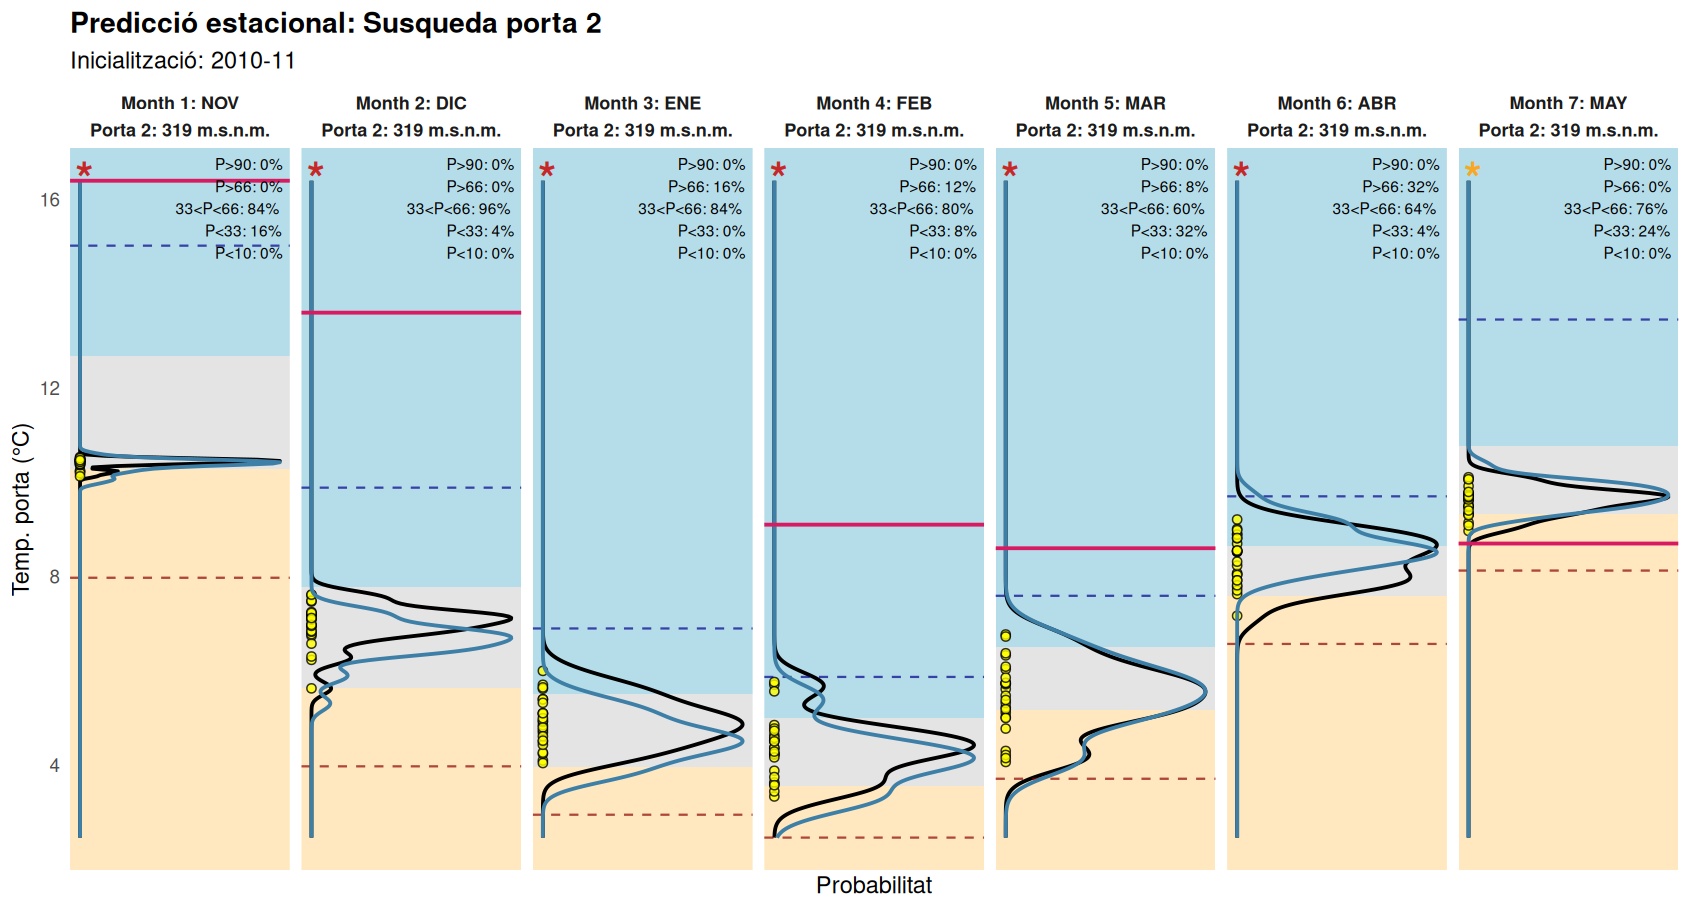 Predicció estacional: Susqueda porta 2
Inicialització: 2010-11
Month 1: NOV
Porta 2: 319 m.s.n.m.
Month 2: DIC
Porta 2: 319 m.s.n.m.
Month 3: ENE
Porta 2: 319 m.s.n.m.
Month 4: FEB
Porta 2: 319 m.s.n.m.
Month 5: MAR
Porta 2: 319 m.s.n.m.
Month 6: ABR
Porta 2: 319 m.s.n.m.
Month 7: MAY
Porta 2: 319 m.s.n.m.
*
P>90: 0%
P>66: 0%
33<P<66: 84%
P<33: 16%
P<10: 0%
*
P>90: 0%
P>66: 0%
33<P<66: 96%
P<33: 4%
P<10: 0%
*
P>90: 0%
P>66: 16%
33<P<66: 84%
P<33: 0%
P<10: 0%
*
P>90: 0%
P>66: 12%
33<P<66: 80%
P<33: 8%
P<10: 0%
*
P>90: 0%
P>66: 8%
33<P<66: 60%
P<33: 32%
P<10: 0%
*
P>90: 0%
P>66: 32%
33<P<66: 64%
P<33: 4%
P<10: 0%
*
P>90: 0%
P>66: 0%
33<P<66: 76%
P<33: 24%
P<10: 0%
16
12
8
4
Temp. porta (°C)
Probabilitat